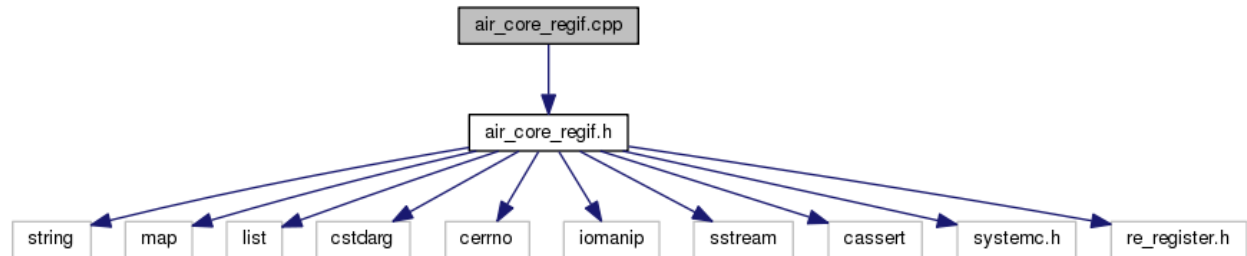 air_core_regif.cpp
air_core_regif.h
string map list cstdarg cerrno iomanip sstream cassert systemc.h re_register.h